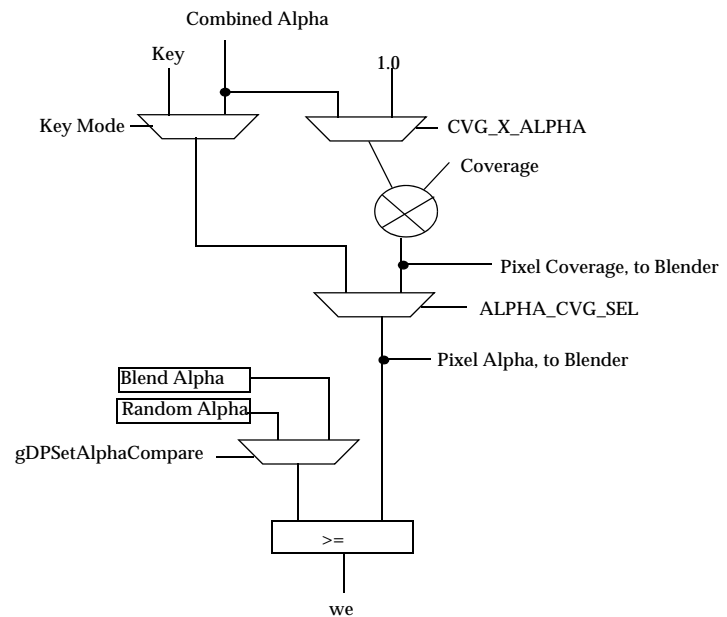 Combined Alpha
Key
1.0
Key Mode
CVG_X_ALPHA
Coverage
Pixel Coverage, to Blender
ALPHA_CVG_SEL
Pixel Alpha, to Blender
Blend Alpha
Random Alpha
gDPSetAlphaCompare
>=
we